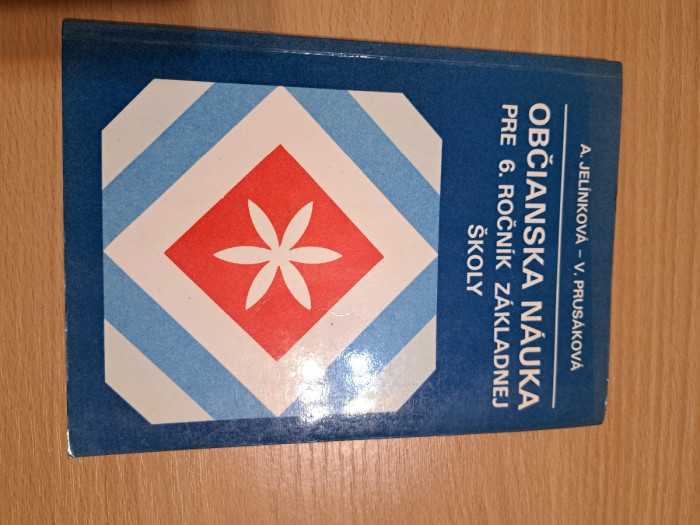 A. JELÍNKOVÁ – V. PRUSÁKOVÁ
OBČIANSKA NÁUKA
PRE 6. ROČNÍK ZÁKLADNEJ
ŠKOLY